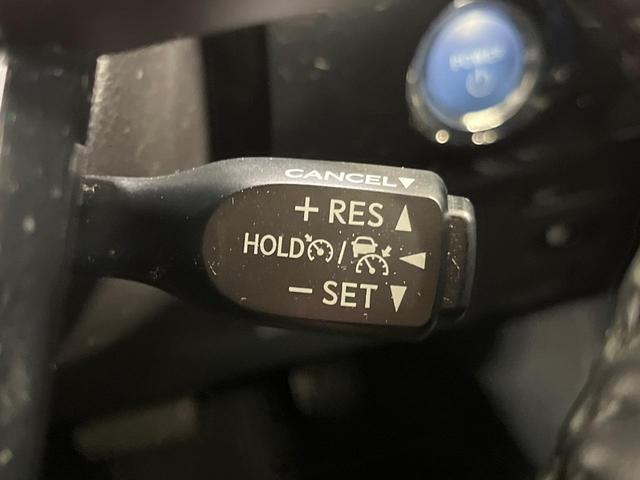 CANCEL▼
+ RES ▲
HOLD / ◀
− SET ▼
POWER